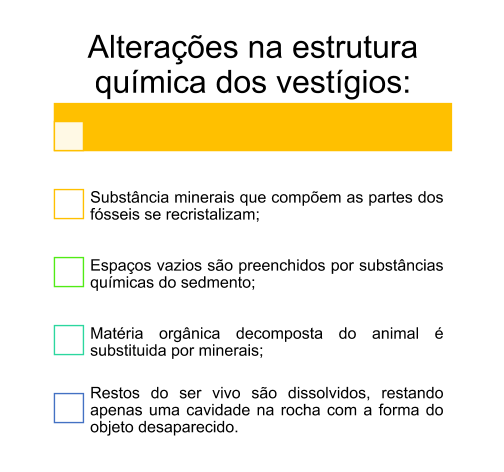 Alterações na estrutura
química dos vestígios:
Substância minerais que compõem as partes dos
fósseis se recristalizam;
Espaços vazios são preenchidos por substâncias
químicas do sedmento;
Matéria orgânica decomposta do animal é
substituida por minerais;
Restos do ser vivo são dissolvidos, restando
apenas uma cavidade na rocha com a forma do
objeto desaparecido.